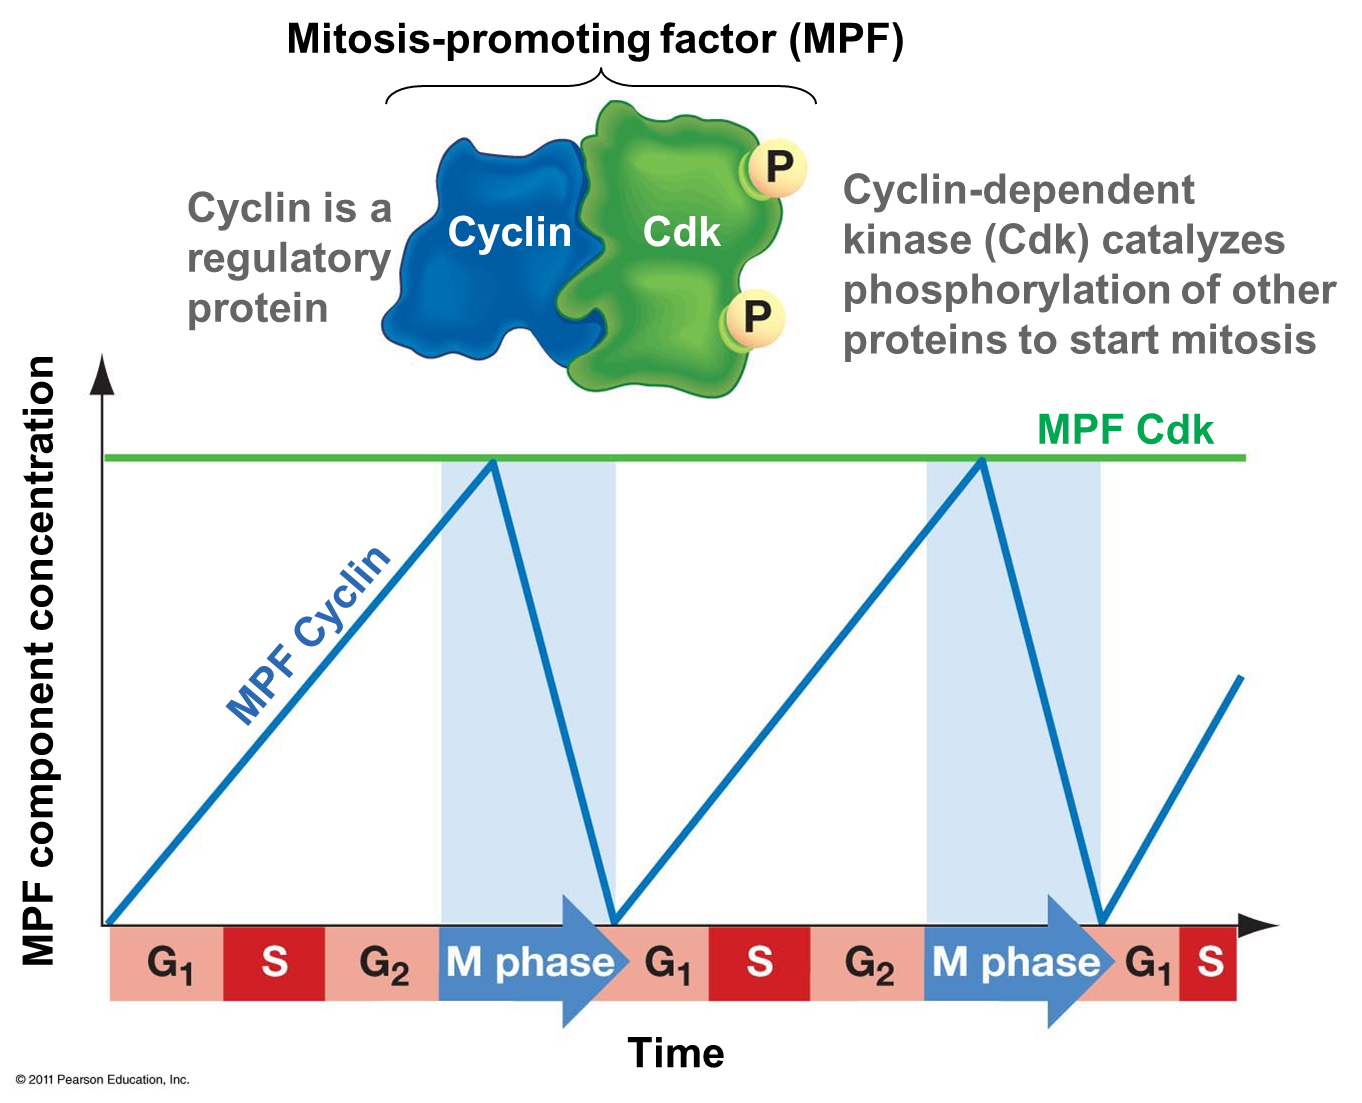 Mitosis-promoting factor (MPF)
Cyclin is a
regulatory
protein
Cyclin
Cdk
P
P
Cyclin-dependent
kinase (Cdk) catalyzes
phosphorylation of other
proteins to start mitosis
MPF component concentration
MPF Cdk
MPF Cyclin
G₁ S G₂ M phase G₁ S G₂ M phase G₁ S
Time
© 2011 Pearson Education, Inc.